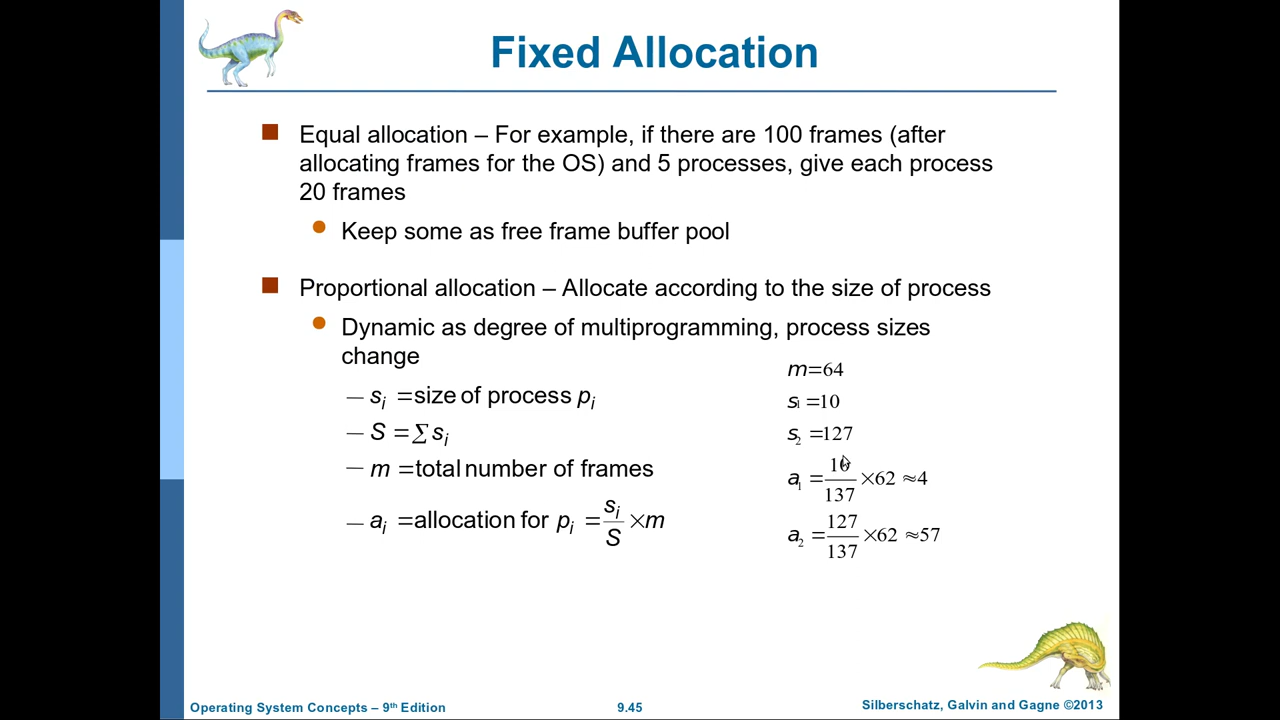 Fixed Allocation
Equal allocation – For example, if there are 100 frames (after
allocating frames for the OS) and 5 processes, give each process
20 frames
Keep some as free frame buffer pool
Proportional allocation – Allocate according to the size of process
Dynamic as degree of multiprogramming, process sizes
change
— sᵢ = size of process pᵢ
— S = ∑ sᵢ
— m = total number of frames
— aᵢ = allocation for pᵢ = sᵢ/S × m
m = 64
s₁ = 10
s₂ = 127
a₁ = 10/137 × 62 ≈ 4
a₂ = 127/137 × 62 ≈ 57
Operating System Concepts – 9th Edition
9.45
Silberschatz, Galvin and Gagne ©2013